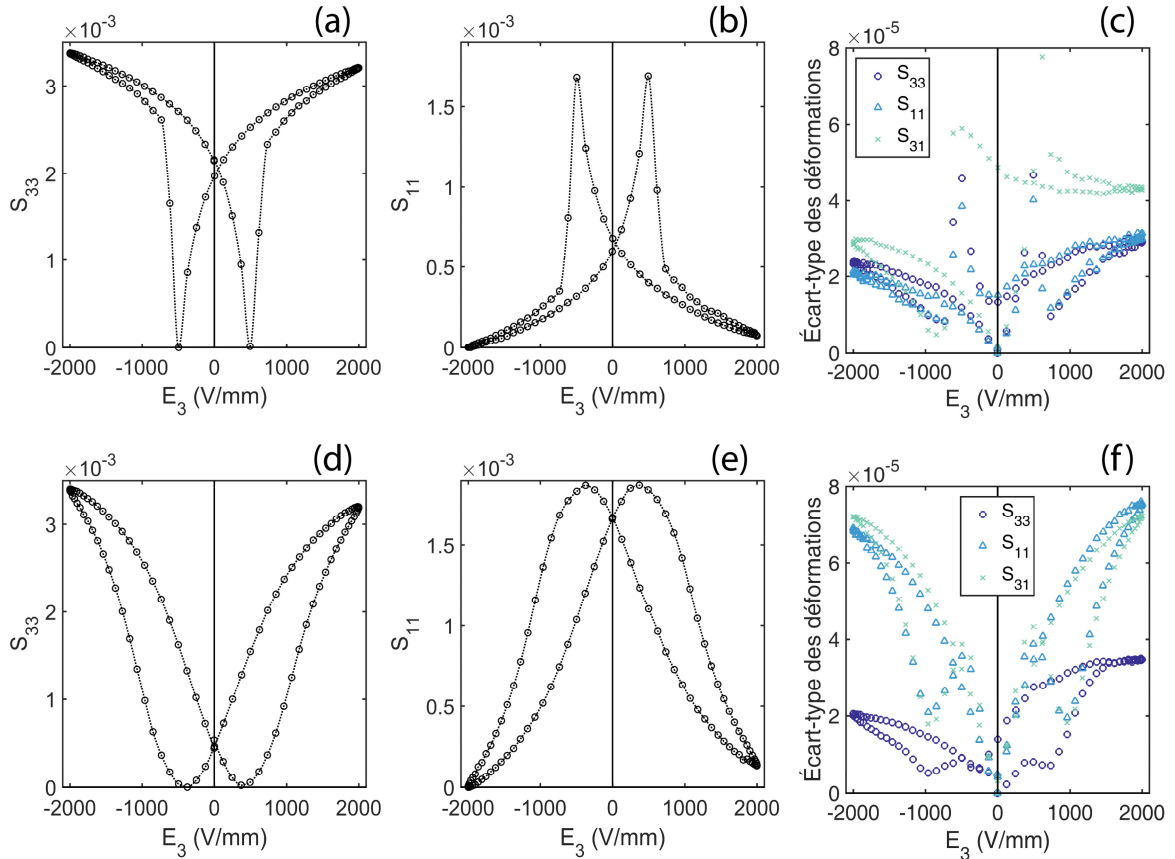 (a)
×10⁻³
3
2
1
0
S₃₃
-2000 -1000 0 1000 2000
E₃ (V/mm)
(b)
×10⁻³
1.5
1
0.5
0
S₁₁
-2000 -1000 0 1000 2000
E₃ (V/mm)
(c)
×10⁻⁵
8
6
4
2
0
Écart-type des déformations
S₃₃
S₁₁
S₃₁
-2000 -1000 0 1000 2000
E₃ (V/mm)
(d)
×10⁻³
3
2
1
0
S₃₃
-2000 -1000 0 1000 2000
E₃ (V/mm)
(e)
×10⁻³
1.5
1
0.5
0
S₁₁
-2000 -1000 0 1000 2000
E₃ (V/mm)
(f)
×10⁻⁵
8
6
4
2
0
Écart-type des déformations
S₃₃
S₁₁
S₃₁
-2000 -1000 0 1000 2000
E₃ (V/mm)